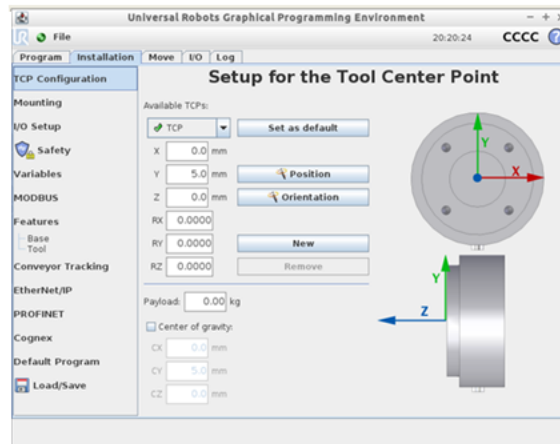 Universal Robots Graphical Programming Environment
UR File 20:20:24 CCCC ?
Program Installation Move I/O Log
TCP Configuration
Mounting
I/O Setup
Safety
Variables
MODBUS
Features
Base
Tool
Conveyor Tracking
EtherNet/IP
PROFINET
Cognex
Default Program
Load/Save
Setup for the Tool Center Point
Available TCPs:
TCP Set as default
X 0.0 mm
Y 5.0 mm Position
Z 0.0 mm Orientation
RX 0.0000
RY 0.0000 New
RZ 0.0000 Remove
Payload: 0.00 kg
Center of gravity:
CX 0.0 mm
CY 5.0 mm
CZ 0.0 mm
Y
X
Y
Z